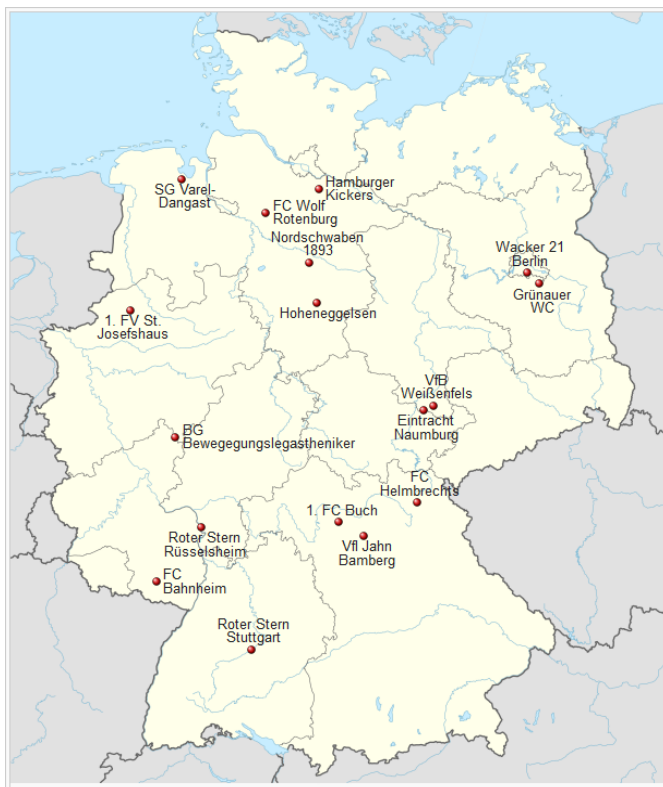 SG Varel-
Dangast
Hamburger
Kickers
FC Wolf
Rotenburg
Nordschwaben
1893
Wacker 21
Berlin
Grünauer
WC
Hoheneggelsen
1. FV St.
Josefshaus
VfB
Weißenfels
Eintracht
Naumburg
BG
Bewegegungslegastheniker
FC
Helmbrechts
1. FC Buch
Roter Stern
Rüsselsheim
Vfl Jahn
Bamberg
FC
Bahnheim
Roter Stern
Stuttgart